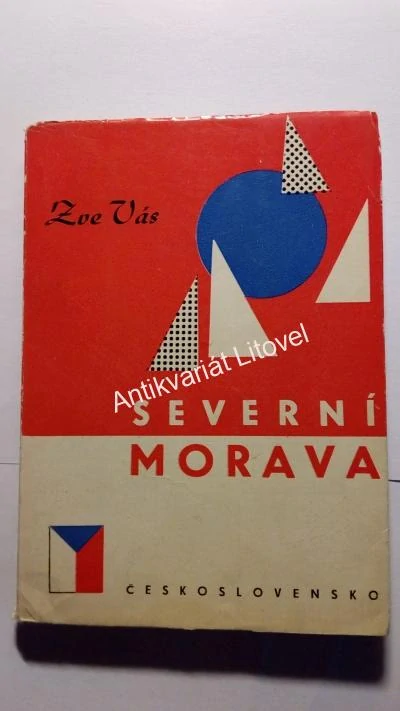 Zve Vás
Antikvariát Litovel
SEVERNÍ
MORAVA
ČESKOSLOVENSKO